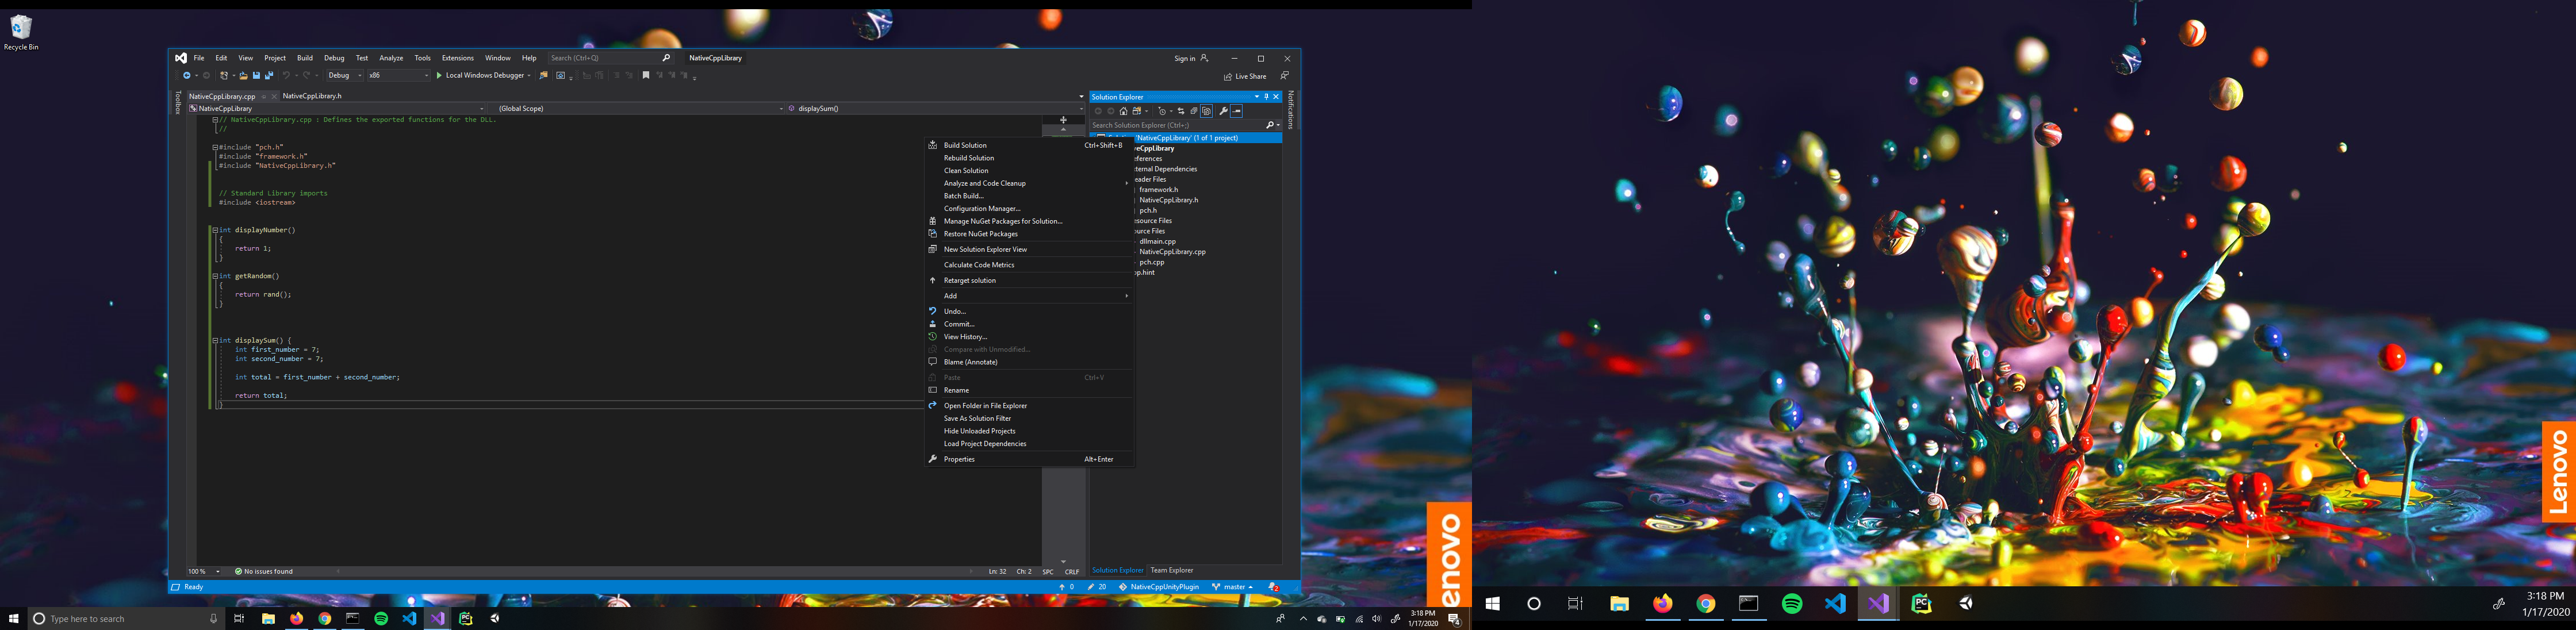 Recycle Bin
File Edit View Project Build Debug Test Analyze Tools Extensions Window Help Search (Ctrl+Q) NativeCppLibrary Sign in
Debug x86 Local Windows Debugger Live Share
Toolbox
NativeCppLibrary.cpp NativeCppLibrary.h
NativeCppLibrary (Global Scope) displaySum()
// NativeCppLibrary.cpp : Defines the exported functions for the DLL.
//
#include "pch.h"
#include "framework.h"
#include "NativeCppLibrary.h"
// Standard Library imports
#include <iostream>
int displayNumber()
{
return 1;
}
int getRandom()
{
return rand();
}
int displaySum() {
int first_number = 7;
int second_number = 7;
int total = first_number + second_number;
return total;
}
Build Solution Ctrl+Shift+B
Rebuild Solution
Clean Solution
Analyze and Code Cleanup
Batch Build...
Configuration Manager...
Manage NuGet Packages for Solution...
Restore NuGet Packages
New Solution Explorer View
Calculate Code Metrics
Retarget solution
Add
Undo...
Commit...
View History...
Compare with Unmodified...
Blame (Annotate)
Paste Ctrl+V
Rename
Open Folder in File Explorer
Save As Solution Filter
Hide Unloaded Projects
Load Project Dependencies
Properties Alt+Enter
Solution Explorer
Search Solution Explorer (Ctrl+;)
'NativeCppLibrary' (1 of 1 project)
eCppLibrary
eferences
ternal Dependencies
eader Files
framework.h
NativeCppLibrary.h
pch.h
esource Files
urce Files
dllmain.cpp
NativeCppLibrary.cpp
pch.cpp
p.hint
Notifications
Solution Explorer Team Explorer
100 % No issues found Ln: 32 Ch: 2 SPC CRLF
Ready 0 20 NativeCppUnityPlugin master 2
enovo
Type here to search
3:18 PM
1/17/2020
4
Lenovo
3:18 PM
1/17/2020